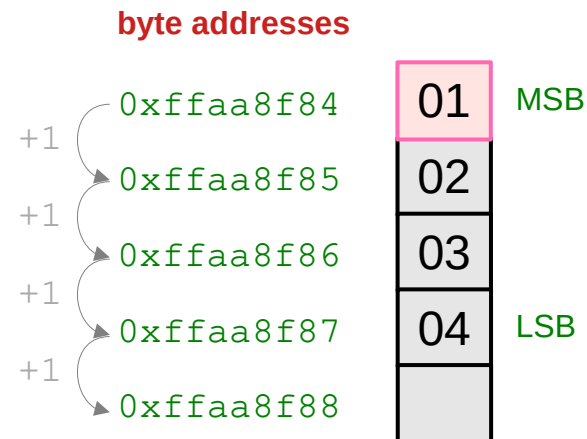 byte addresses
0xffaa8f84 01 MSB
+1
0xffaa8f85 02
+1
0xffaa8f86 03
+1
0xffaa8f87 04 LSB
+1
0xffaa8f88